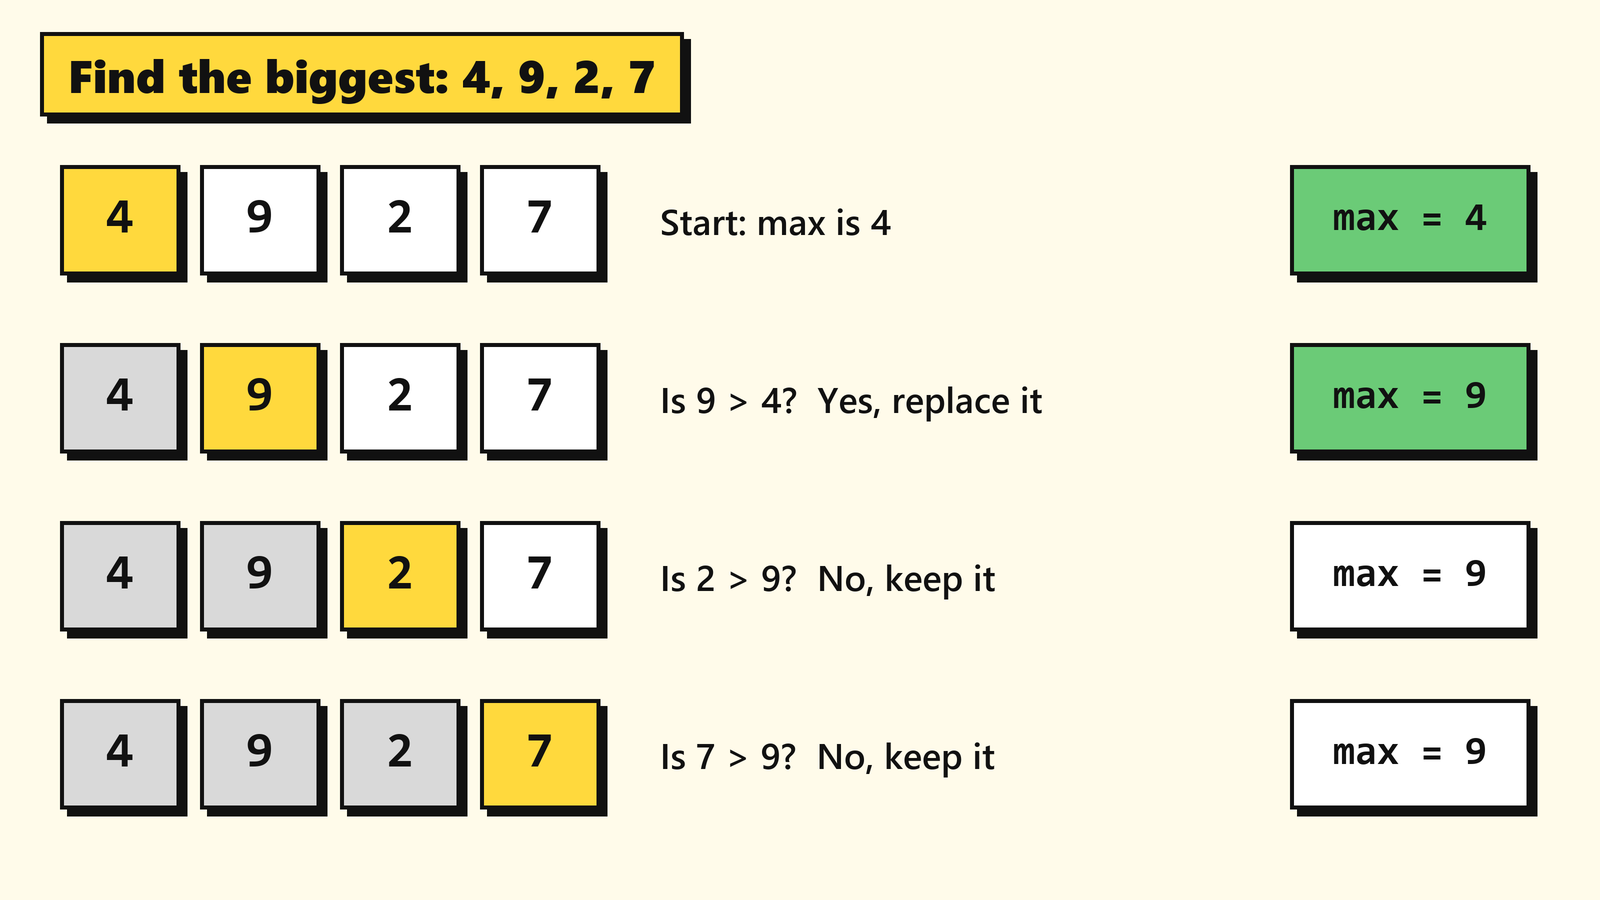 Find the biggest: 4, 9, 2, 7
4 9 2 7 Start: max is 4 max = 4
4 9 2 7 Is 9 > 4? Yes, replace it max = 9
4 9 2 7 Is 2 > 9? No, keep it max = 9
4 9 2 7 Is 7 > 9? No, keep it max = 9